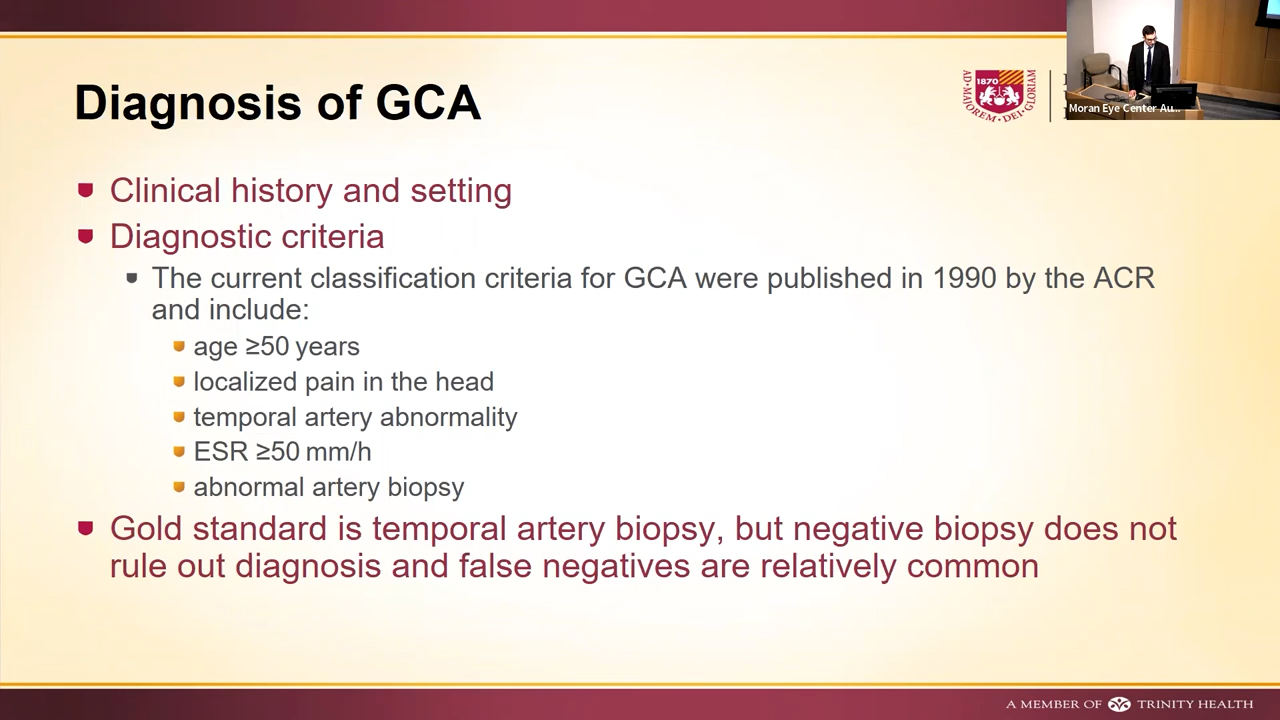 Diagnosis of GCA
1870
AD·MAIOREM·DEI·GLORIAM
Moran Eye Center Au...
Clinical history and setting
Diagnostic criteria
The current classification criteria for GCA were published in 1990 by the ACR
and include:
age ≥50 years
localized pain in the head
temporal artery abnormality
ESR ≥50 mm/h
abnormal artery biopsy
Gold standard is temporal artery biopsy, but negative biopsy does not
rule out diagnosis and false negatives are relatively common
A MEMBER OF TRINITY HEALTH